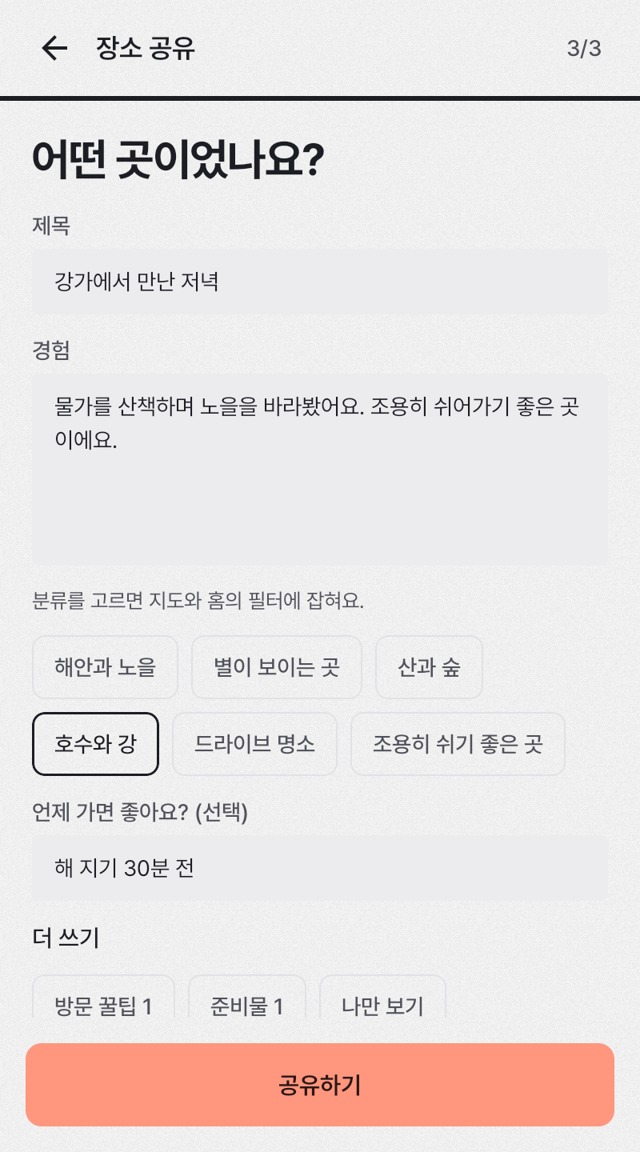 장소 공유
3/3
어떤 곳이었나요?
제목
강가에서 만난 저녁
경험
물가를 산책하며 노을을 바라봤어요. 조용히 쉬어가기 좋은 곳
이에요.
분류를 고르면 지도와 홈의 필터에 잡혀요.
해안과 노을
별이 보이는 곳
산과 숲
호수와 강
드라이브 명소
조용히 쉬기 좋은 곳
언제 가면 좋아요? (선택)
해 지기 30분 전
더 쓰기
방문 꿀팁 1
준비물 1
나만 보기
공유하기